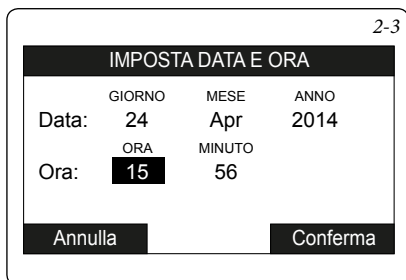 2-3
IMPOSTA DATA E ORA
GIORNO MESE ANNO
Data: 24 Apr 2014
ORA MINUTO
Ora: 15 56
Annulla Conferma